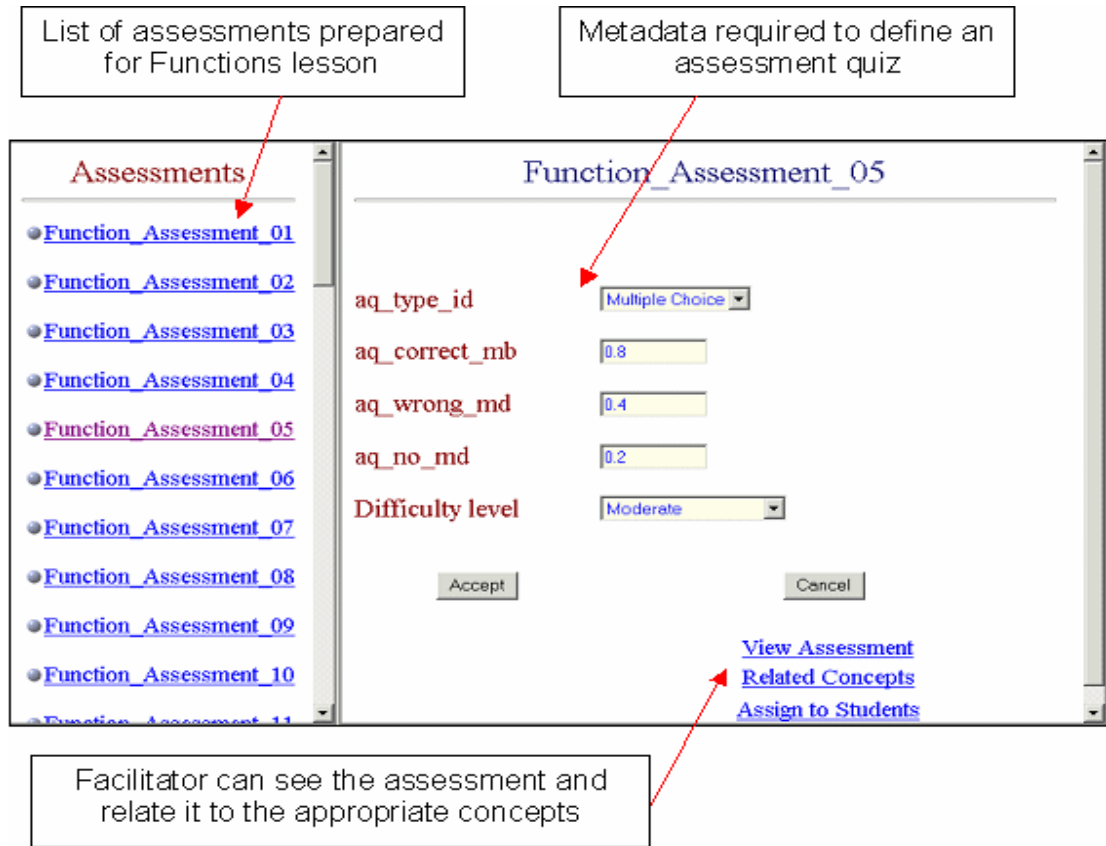 List of assessments prepared
for Functions lesson
Metadata required to define an
assessment quiz
Assessments
Function_Assessment_01
Function_Assessment_02
Function_Assessment_03
Function_Assessment_04
Function_Assessment_05
Function_Assessment_06
Function_Assessment_07
Function_Assessment_08
Function_Assessment_09
Function_Assessment_10
Function_Assessment_11
Function_Assessment_05
aq_type_id
Multiple Choice
aq_correct_mb
0.8
aq_wrong_md
0.4
aq_no_md
0.2
Difficulty level
Moderate
Accept
Cancel
View Assessment
Related Concepts
Assign to Students
Facilitator can see the assessment and
relate it to the appropriate concepts